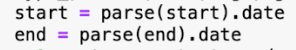 start = parse(start).date
end = parse(end).date